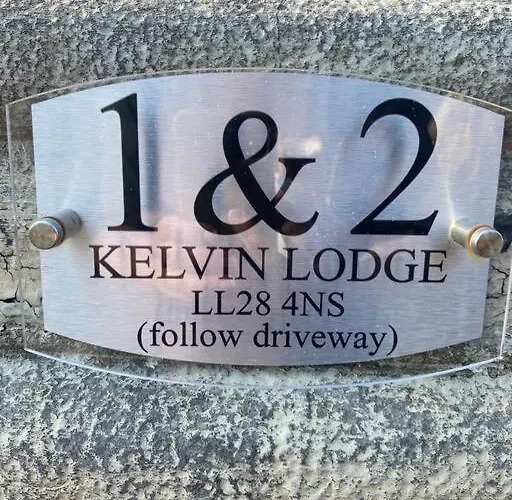 1 & 2
KELVIN LODGE
LL28 4NS
(follow driveway)